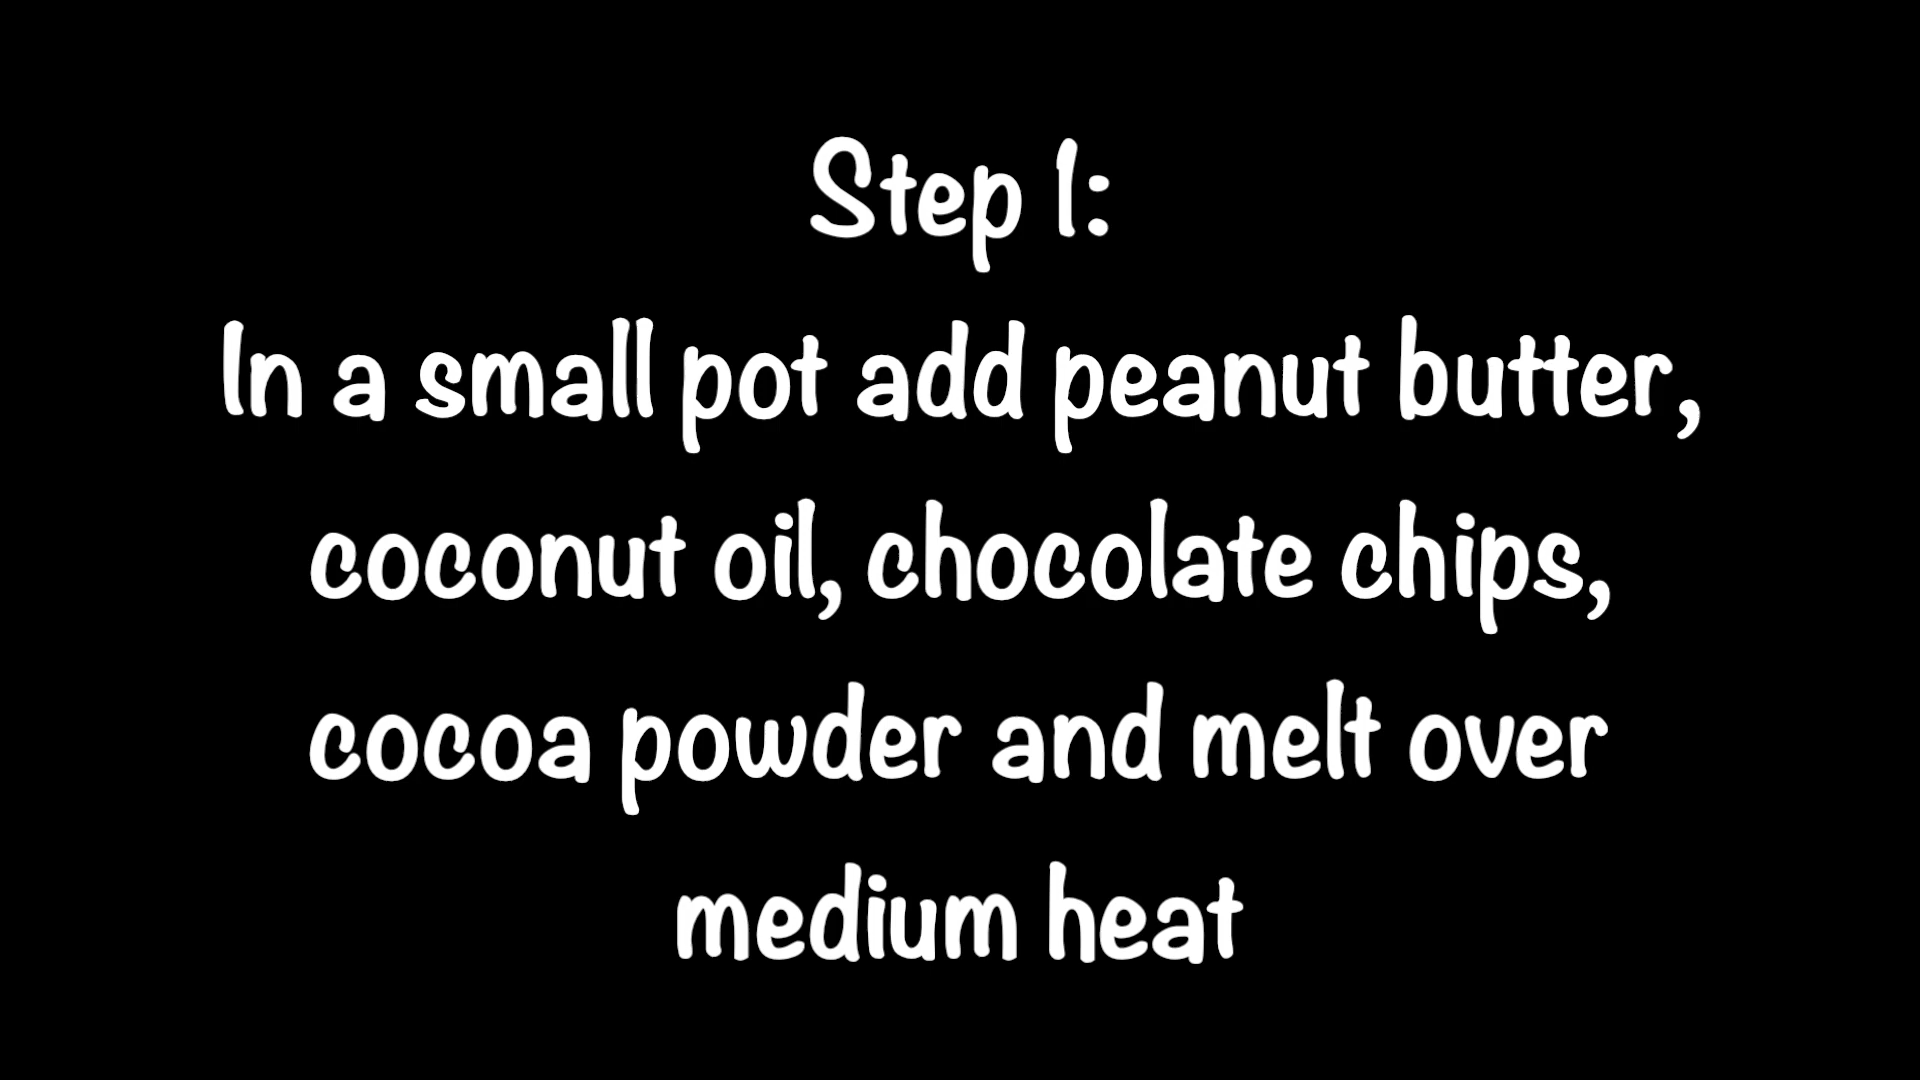 Step 1:
In a small pot add peanut butter,
coconut oil, chocolate chips,
cocoa powder and melt over
medium heat